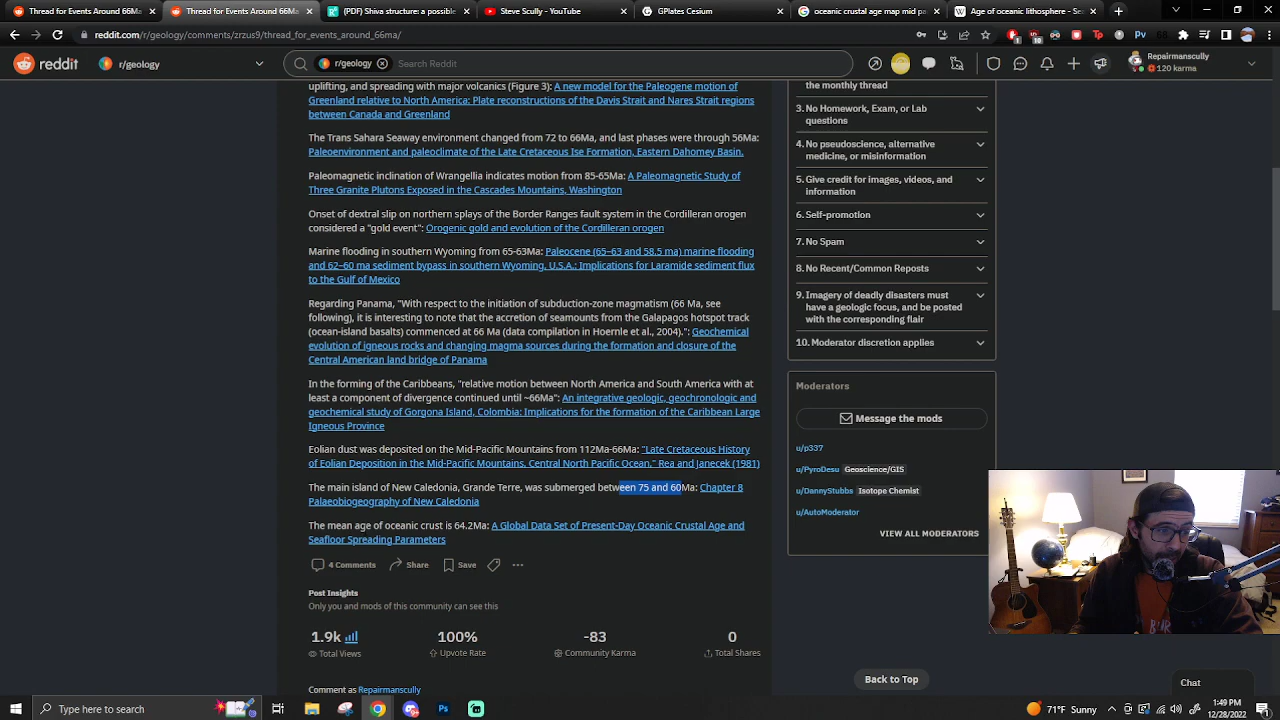 Thread for Events Around 66M
Thread for Events Around 66M
(PDF) Shiva structure: a possible
Steve Scully - YouTube
GPlates Cesium
oceanic crustal age map mid p
Age of oceanic lithosphere - Sec
reddit.com/r/geology/comments/zrzus9/thread_for_events_around_66ma/
reddit
r/geology
r/geology
Search Reddit
Repairmanscully
120 karma
uplifting, and spreading with major volcanics (Figure 3): A new model for the Paleogene motion of
Greenland relative to North America: Plate reconstructions of the Davis Strait and Nares Strait regions
between Canada and Greenland
The Trans Sahara Seaway environment changed from 72 to 66Ma, and last phases were through 56Ma:
Paleoenvironment and paleoclimate of the Late Cretaceous Ise Formation, Eastern Dahomey Basin.
Paleomagnetic inclination of Wrangellia indicates motion from 85-65Ma: A Paleomagnetic Study of
Three Granite Plutons Exposed in the Cascades Mountains, Washington
Onset of dextral slip on northern splays of the Border Ranges fault system in the Cordilleran orogen
considered a "gold event": Orogenic gold and evolution of the Cordilleran orogen
Marine flooding in southern Wyoming from 65-63Ma: Paleocene (65–63 and 58.5 ma) marine flooding
and 62–60 ma sediment bypass in southern Wyoming, U.S.A.: Implications for Laramide sediment flux
to the Gulf of Mexico
Regarding Panama, "With respect to the initiation of subduction-zone magmatism (66 Ma, see
following), it is interesting to note that the accretion of seamounts from the Galapagos hotspot track
(ocean-island basalts) commenced at 66 Ma (data compilation in Hoernle et al., 2004).": Geochemical
evolution of igneous rocks and changing magma sources during the formation and closure of the
Central American land bridge of Panama
In the forming of the Caribbeans, "relative motion between North America and South America with at
least a component of divergence continued until ~66Ma": An integrative geologic, geochronologic and
geochemical study of Gorgona Island, Colombia: Implications for the formation of the Caribbean Large
Igneous Province
Eolian dust was deposited on the Mid-Pacific Mountains from 112Ma-66Ma: "Late Cretaceous History
of Eolian Deposition in the Mid-Pacific Mountains, Central North Pacific Ocean." Rea and Janecek (1981)
The main island of New Caledonia, Grande Terre, was submerged between 75 and 60Ma: Chapter 8
Palaeobiogeography of New Caledonia
The mean age of oceanic crust is 64.2Ma: A Global Data Set of Present-Day Oceanic Crustal Age and
Seafloor Spreading Parameters
4 Comments
Share
Save
Post Insights
Only you and mods of this community can see this
1.9k
100%
-83
0
Total Views
Upvote Rate
Community Karma
Total Shares
Comment as Repairmanscully
the monthly thread
3. No Homework, Exam, or Lab
questions
4. No pseudoscience, alternative
medicine, or misinformation
5. Give credit for images, videos, and
information
6. Self-promotion
7. No Spam
8. No Recent/Common Reposts
9. Imagery of deadly disasters must
have a geologic focus, and be posted
with the corresponding flair
10. Moderator discretion applies
Moderators
Message the mods
u/p337
u/PyroDesu Geoscience/GIS
u/DannyStubbs Isotope Chemist
u/AutoModerator
VIEW ALL MODERATORS
Back to Top
Chat
Type here to search
71°F Sunny
1:49 PM
12/28/2022